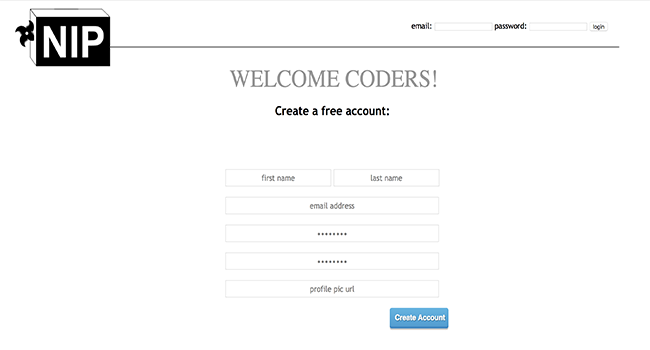 NIP
email: password: login
WELCOME CODERS!
Create a free account:
first name last name
email address
••••••••
••••••••
profile pic url
Create Account